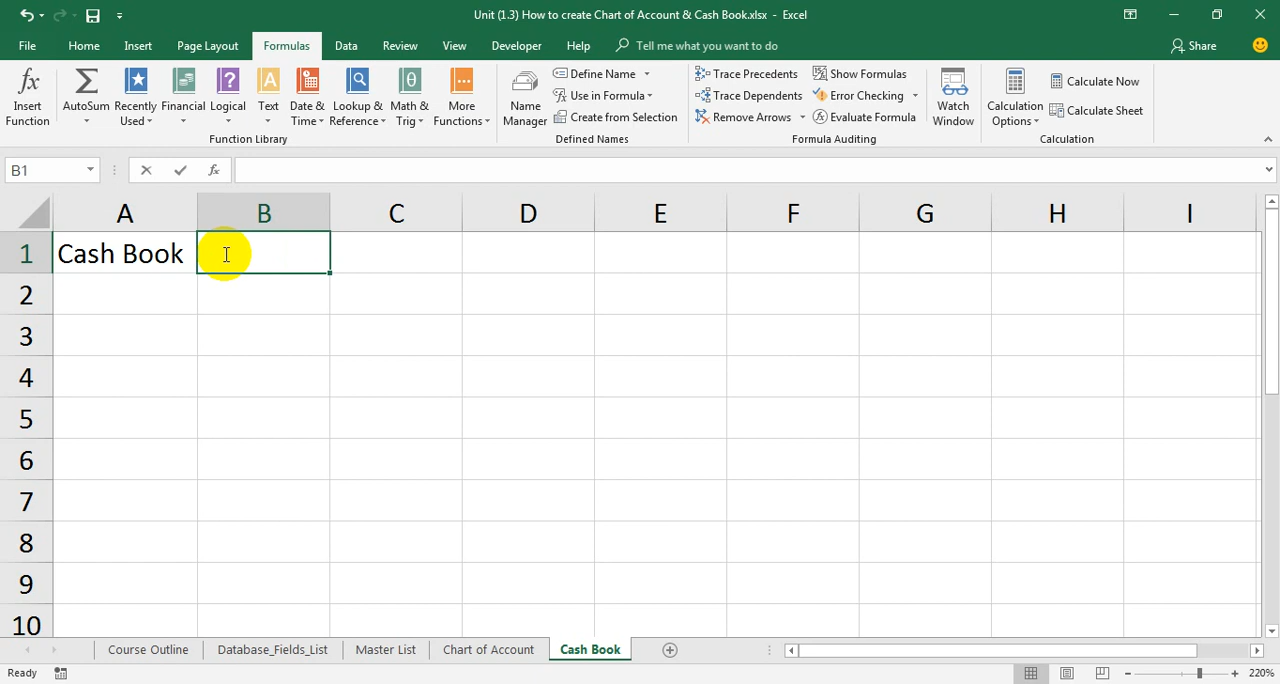 Unit (1.3) How to create Chart of Account & Cash Book.xlsx - Excel
File Home Insert Page Layout Formulas Data Review View Developer Help Tell me what you want to do Share
fx Σ ? A θ
Insert Function
AutoSum
Recently Used
Financial
Logical
Text
Date & Time
Lookup & Reference
Math & Trig
More Functions
Function Library
Name Manager
Define Name
Use in Formula
Create from Selection
Defined Names
Trace Precedents
Trace Dependents
Remove Arrows
Show Formulas
Error Checking
Evaluate Formula
Formula Auditing
Watch Window
Calculation Options
Calculate Now
Calculate Sheet
Calculation
B1 fx
A B C D E F G H I
1 Cash Book
2
3
4
5
6
7
8
9
10
Course Outline Database_Fields_List Master List Chart of Account Cash Book
Ready 220%